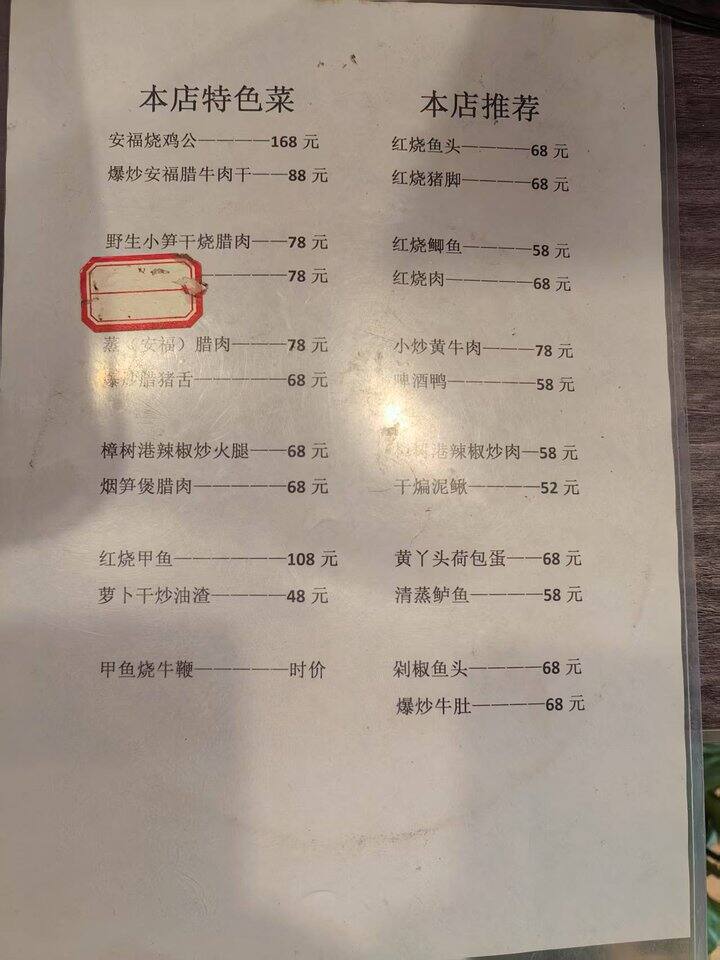 本店特色菜
安福烧鸡公—————168 元
爆炒安福腊牛肉干——88 元
野生小笋干烧腊肉——78 元
—————78 元
蒸（安福）腊肉———78 元
爆炒腊猪舌—————68 元
樟树港辣椒炒火腿——68 元
烟笋煲腊肉—————68 元
红烧甲鱼——————108 元
萝卜干炒油渣————48 元
甲鱼烧牛鞭—————时价
本店推荐
红烧鱼头————68 元
红烧猪脚————68 元
红烧鲫鱼————58 元
红烧肉—————68 元
小炒黄牛肉———78 元
啤酒鸭—————58 元
树港辣椒炒肉—58 元
干煸泥鳅————52 元
黄丫头荷包蛋——68 元
清蒸鲈鱼————58 元
剁椒鱼头————68 元
爆炒牛肚————68 元